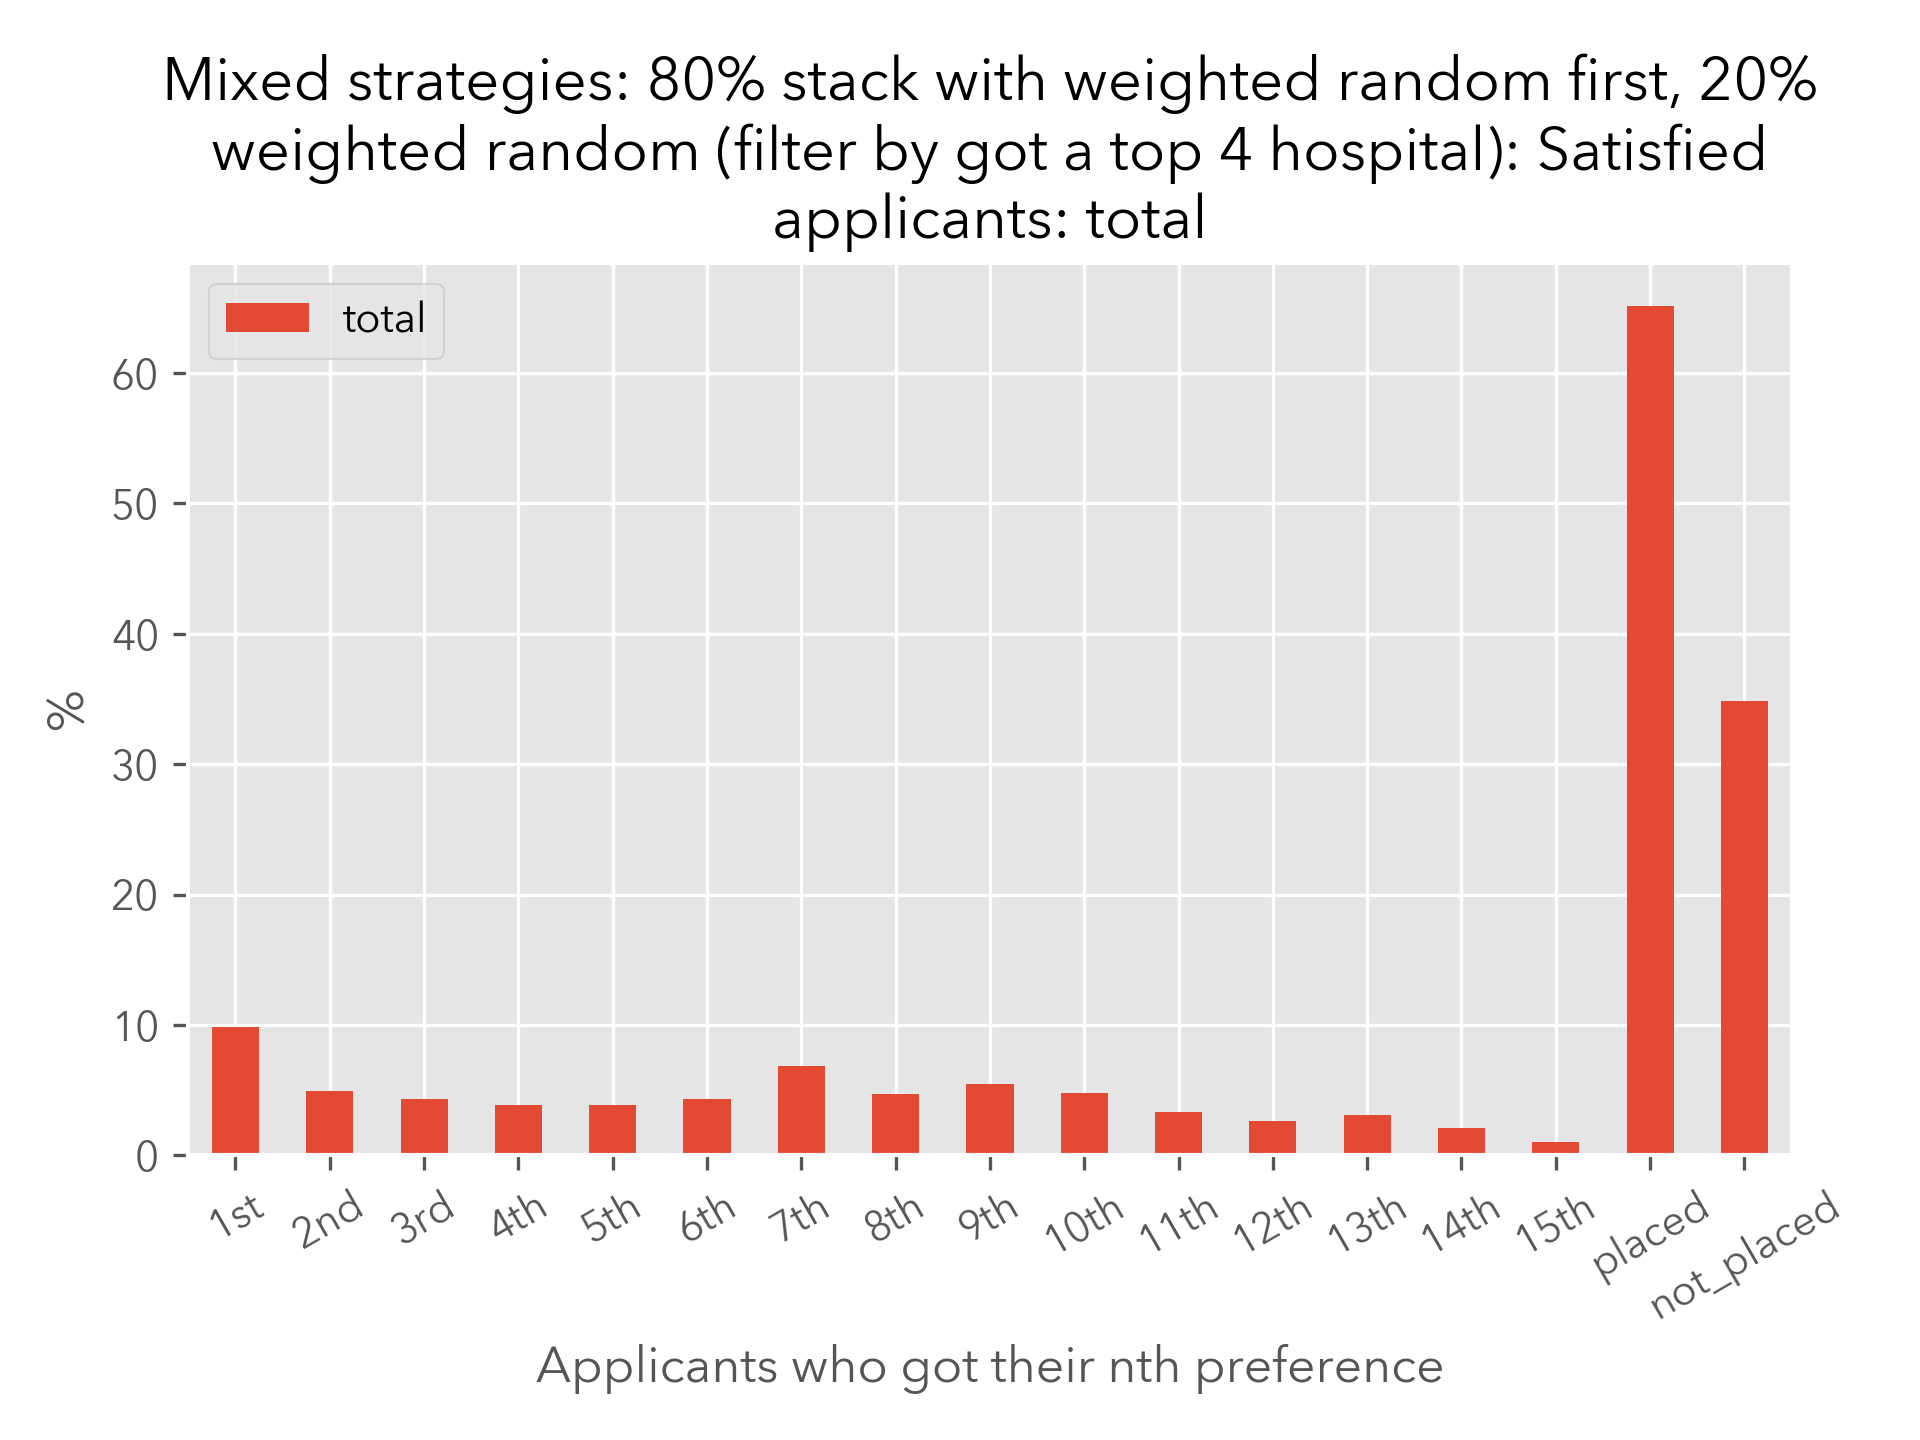 Mixed strategies: 80% stack with weighted random first, 20%
weighted random (filter by got a top 4 hospital): Satisfied
applicants: total
total
60
50
40
30
20
10
0
%
1st
2nd
3rd
4th
5th
6th
7th
8th
9th
10th
11th
12th
13th
14th
15th
placed
not_placed
Applicants who got their nth preference